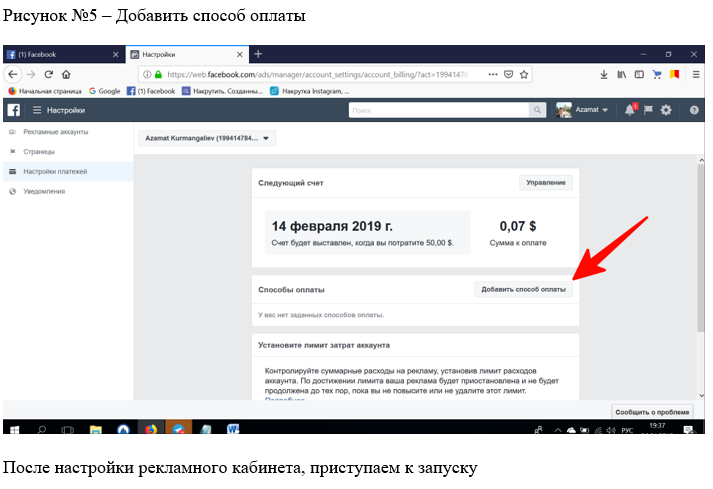 Рисунок №5 – Добавить способ оплаты
(1) Facebook
Настройки
https://web.facebook.com/ads/manager/account_settings/account_billing/?act=19941478
Начальная страница
Google
(1) Facebook
Накрутить. Созданны...
Накрутка Instagram, ...
Настройки
Поиск
Azamat
1
Рекламные аккаунты
Страницы
Настройки платежей
Уведомления
Azamat Kurmangaliev (199414784...
Следующий счет
Управление
14 февраля 2019 г.
0,07 $
Счет будет выставлен, когда вы потратите 50,00 $.
Сумма к оплате
Способы оплаты
Добавить способ оплаты
У вас нет заданных способов оплаты.
Установите лимит затрат аккаунта
Контролируйте суммарные расходы на рекламу, установив лимит расходов
аккаунта. По достижении лимита ваша реклама будет приостановлена и не будет
продолжена до тех пор, пока вы не повысите или не удалите этот лимит.
Сообщить о проблеме
РУС
19:37
После настройки рекламного кабинета, приступаем к запуску